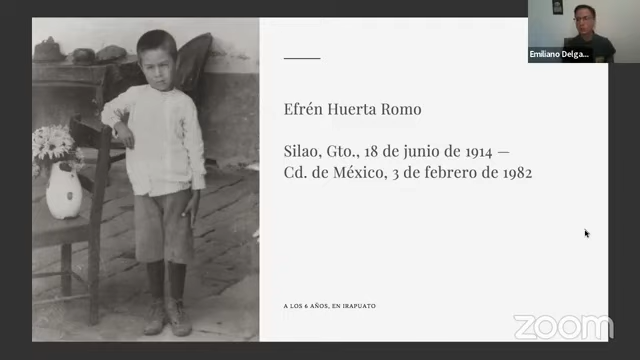 Emiliano Delga...
Efrén Huerta Romo
Silao, Gto., 18 de junio de 1914 —
Cd. de México, 3 de febrero de 1982
A LOS 6 AÑOS, EN IRAPUATO
zoom